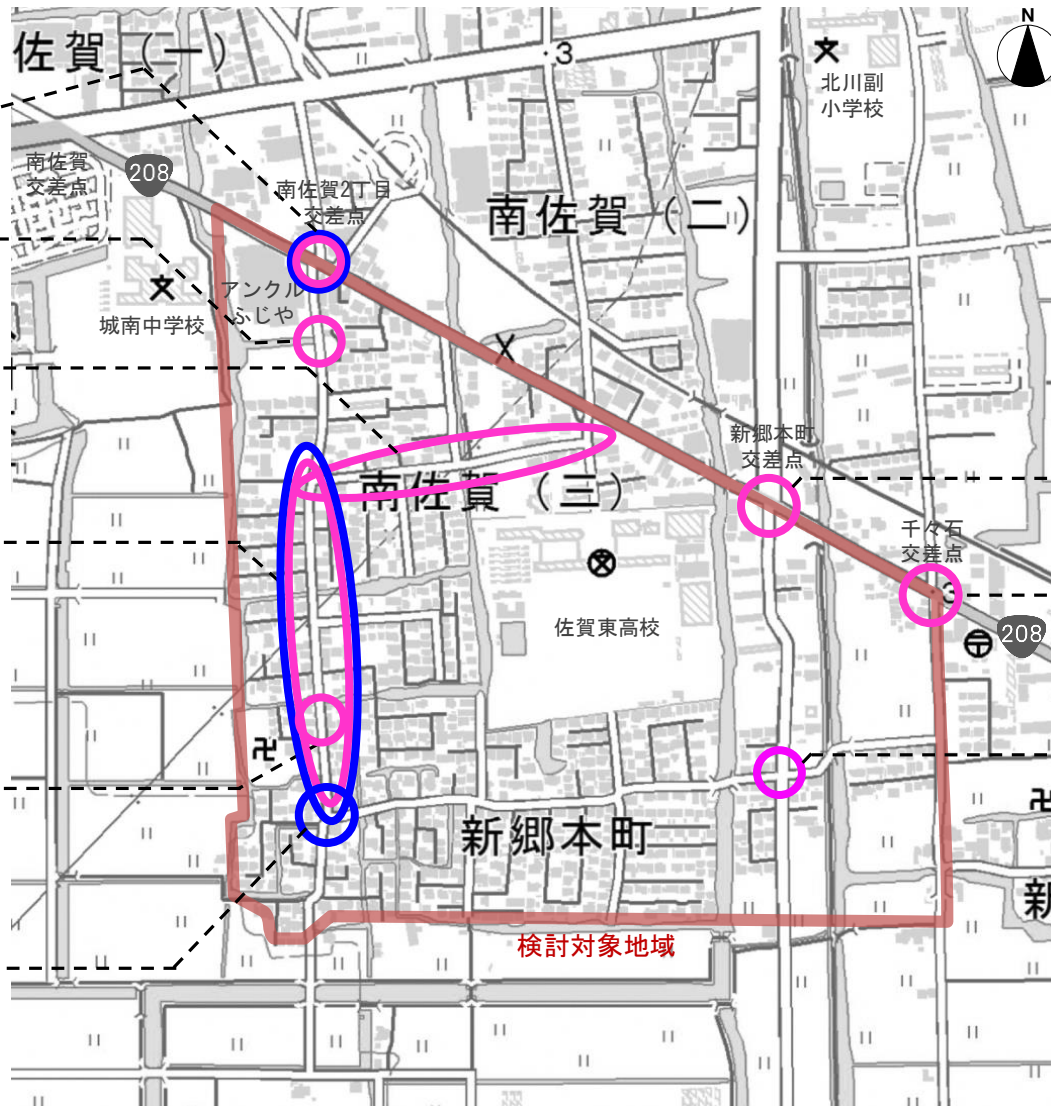 佐賀（一）
N
3
北川副
小学校
南佐賀
交差点
208
南佐賀2丁目
交差点
南佐賀（二）
アンクル
ふじや
城南中学校
新郷本町
交差点
南佐賀（三）
千々石
交差点
3
208
佐賀東高校
新郷本町
新
検討対象地域